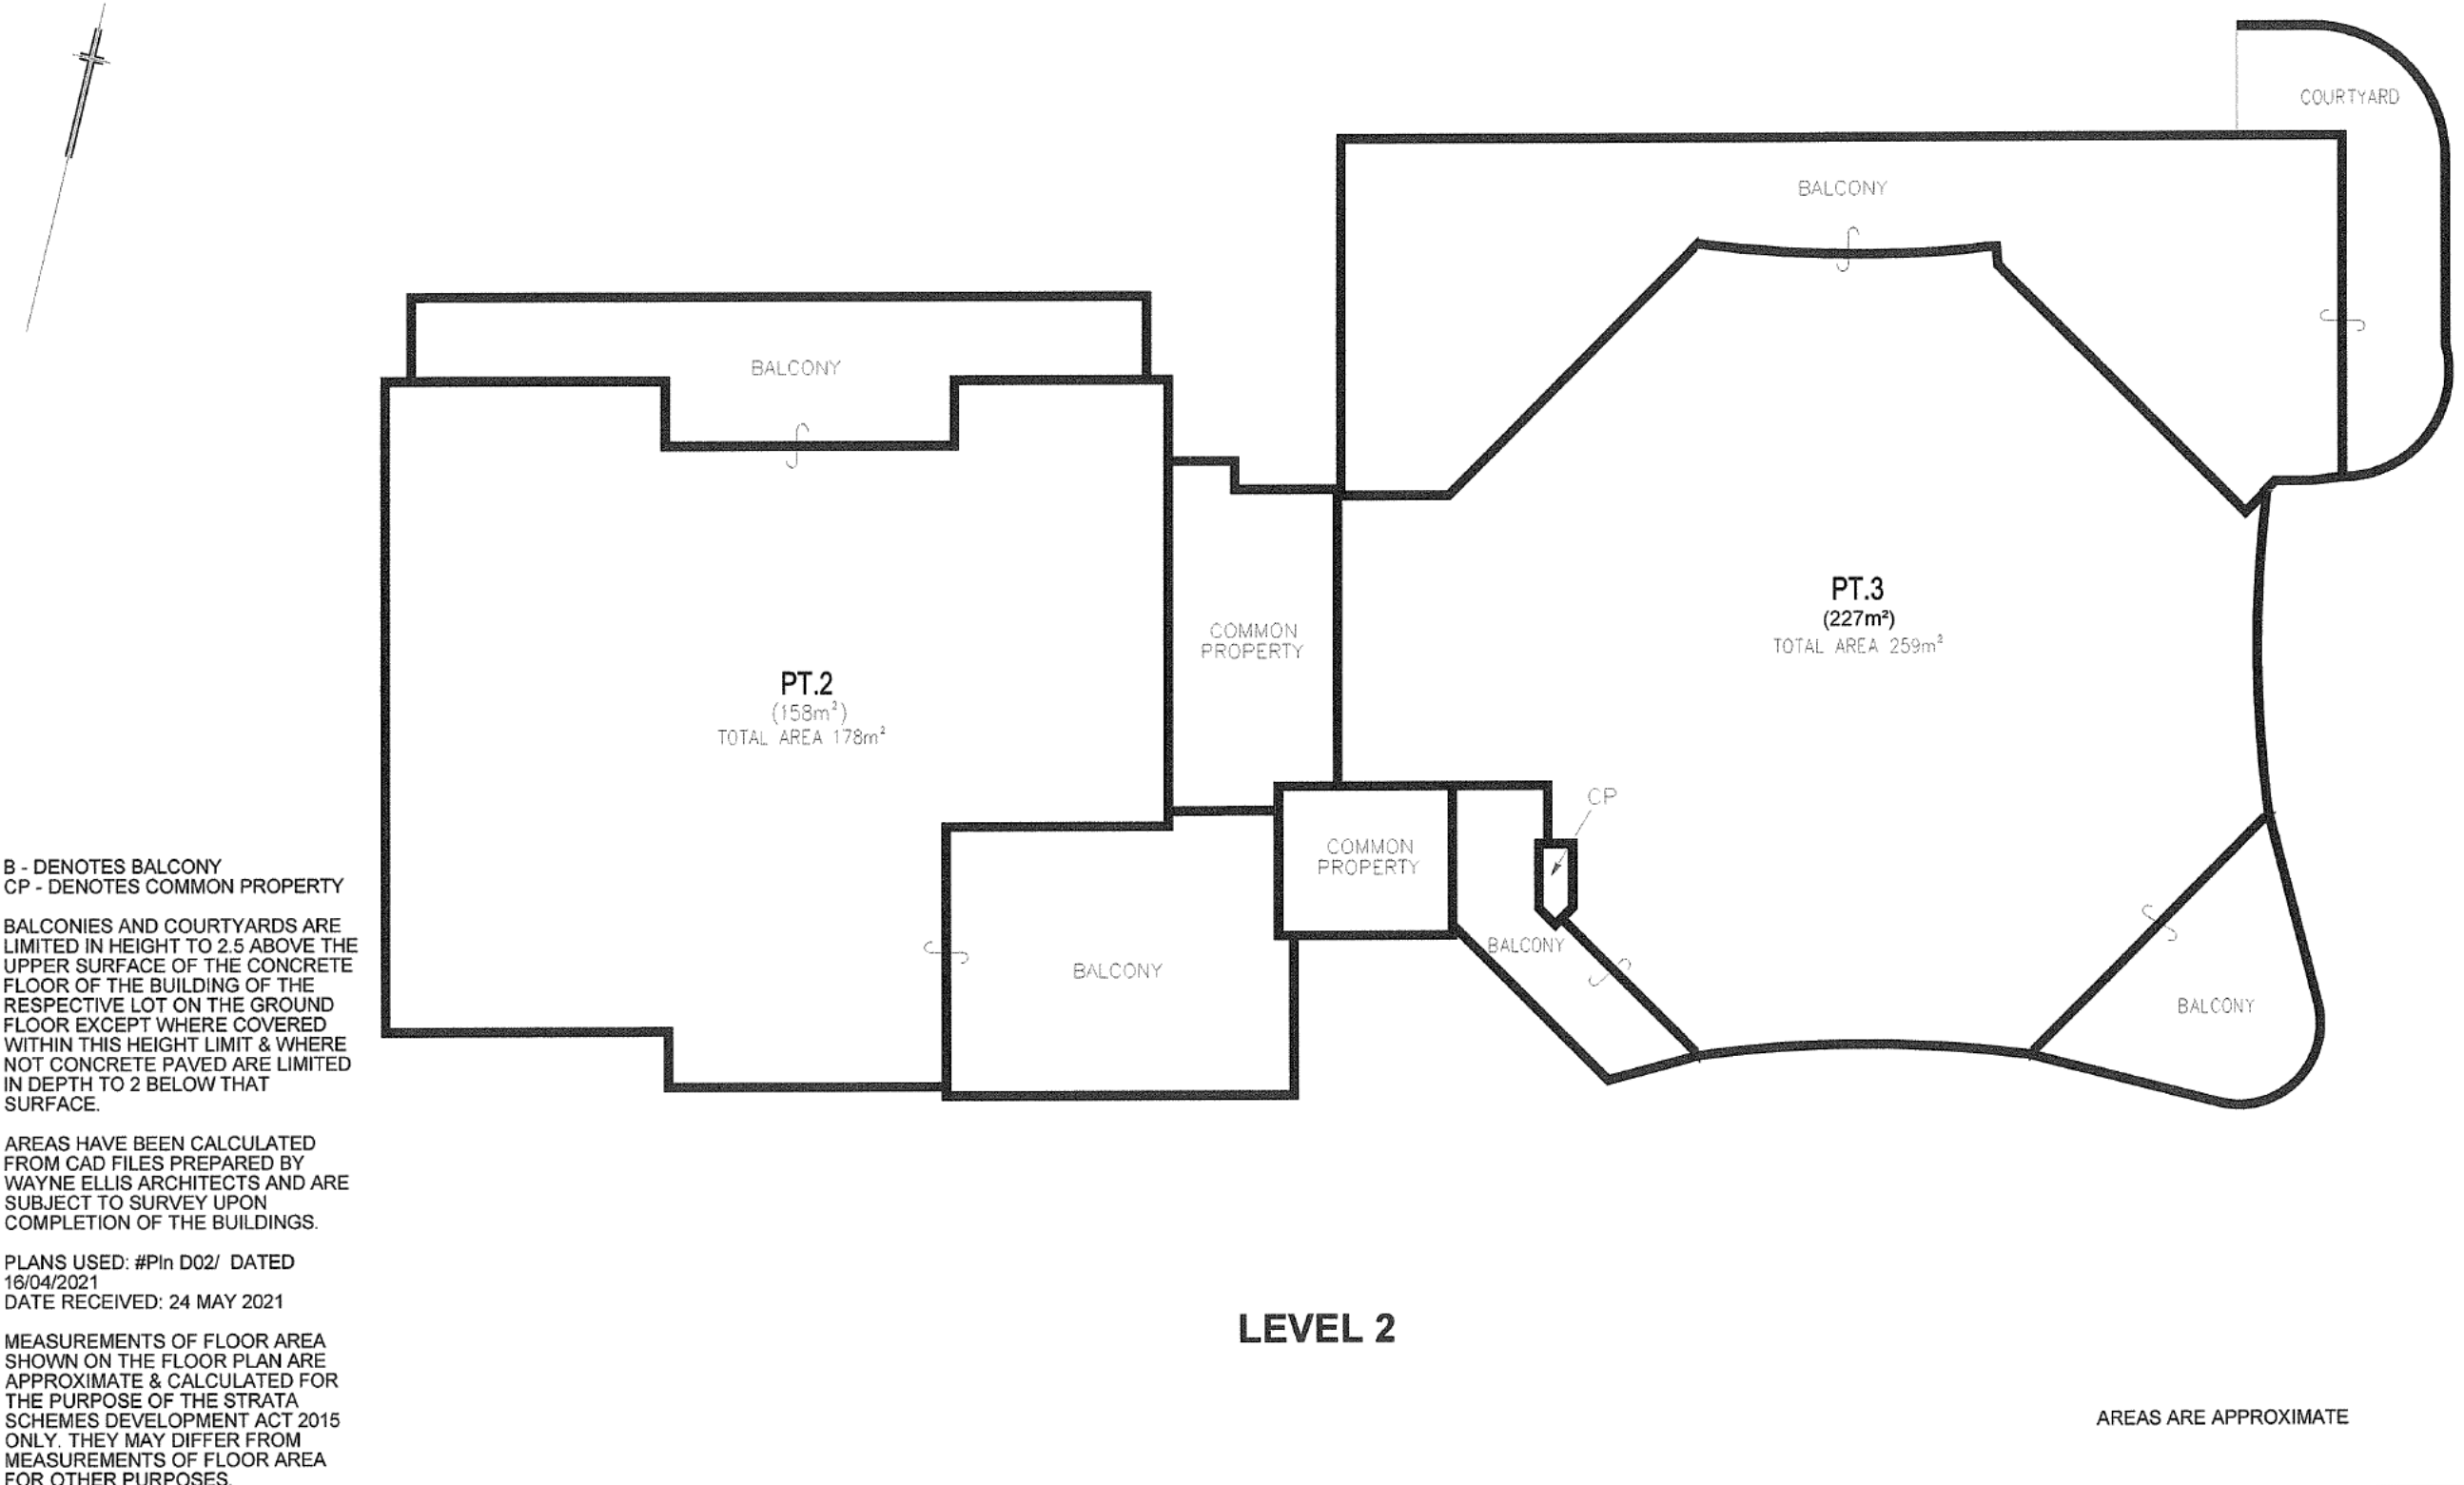 COURTYARD
BALCONY
BALCONY
PT.3
(227m²)
TOTAL AREA 259m²
COMMON
PROPERTY
PT.2
(158m²)
TOTAL AREA 178m²
CP
COMMON
PROPERTY
BALCONY
BALCONY
BALCONY
B - DENOTES BALCONY
CP - DENOTES COMMON PROPERTY
BALCONIES AND COURTYARDS ARE
LIMITED IN HEIGHT TO 2.5 ABOVE THE
UPPER SURFACE OF THE CONCRETE
FLOOR OF THE BUILDING OF THE
RESPECTIVE LOT ON THE GROUND
FLOOR EXCEPT WHERE COVERED
WITHIN THIS HEIGHT LIMIT & WHERE
NOT CONCRETE PAVED ARE LIMITED
IN DEPTH TO 2 BELOW THAT
SURFACE.
AREAS HAVE BEEN CALCULATED
FROM CAD FILES PREPARED BY
WAYNE ELLIS ARCHITECTS AND ARE
SUBJECT TO SURVEY UPON
COMPLETION OF THE BUILDINGS.
PLANS USED: #Pln D02/ DATED
16/04/2021
DATE RECEIVED: 24 MAY 2021
MEASUREMENTS OF FLOOR AREA
SHOWN ON THE FLOOR PLAN ARE
APPROXIMATE & CALCULATED FOR
THE PURPOSE OF THE STRATA
SCHEMES DEVELOPMENT ACT 2015
ONLY. THEY MAY DIFFER FROM
MEASUREMENTS OF FLOOR AREA
FOR OTHER PURPOSES.
LEVEL 2
AREAS ARE APPROXIMATE